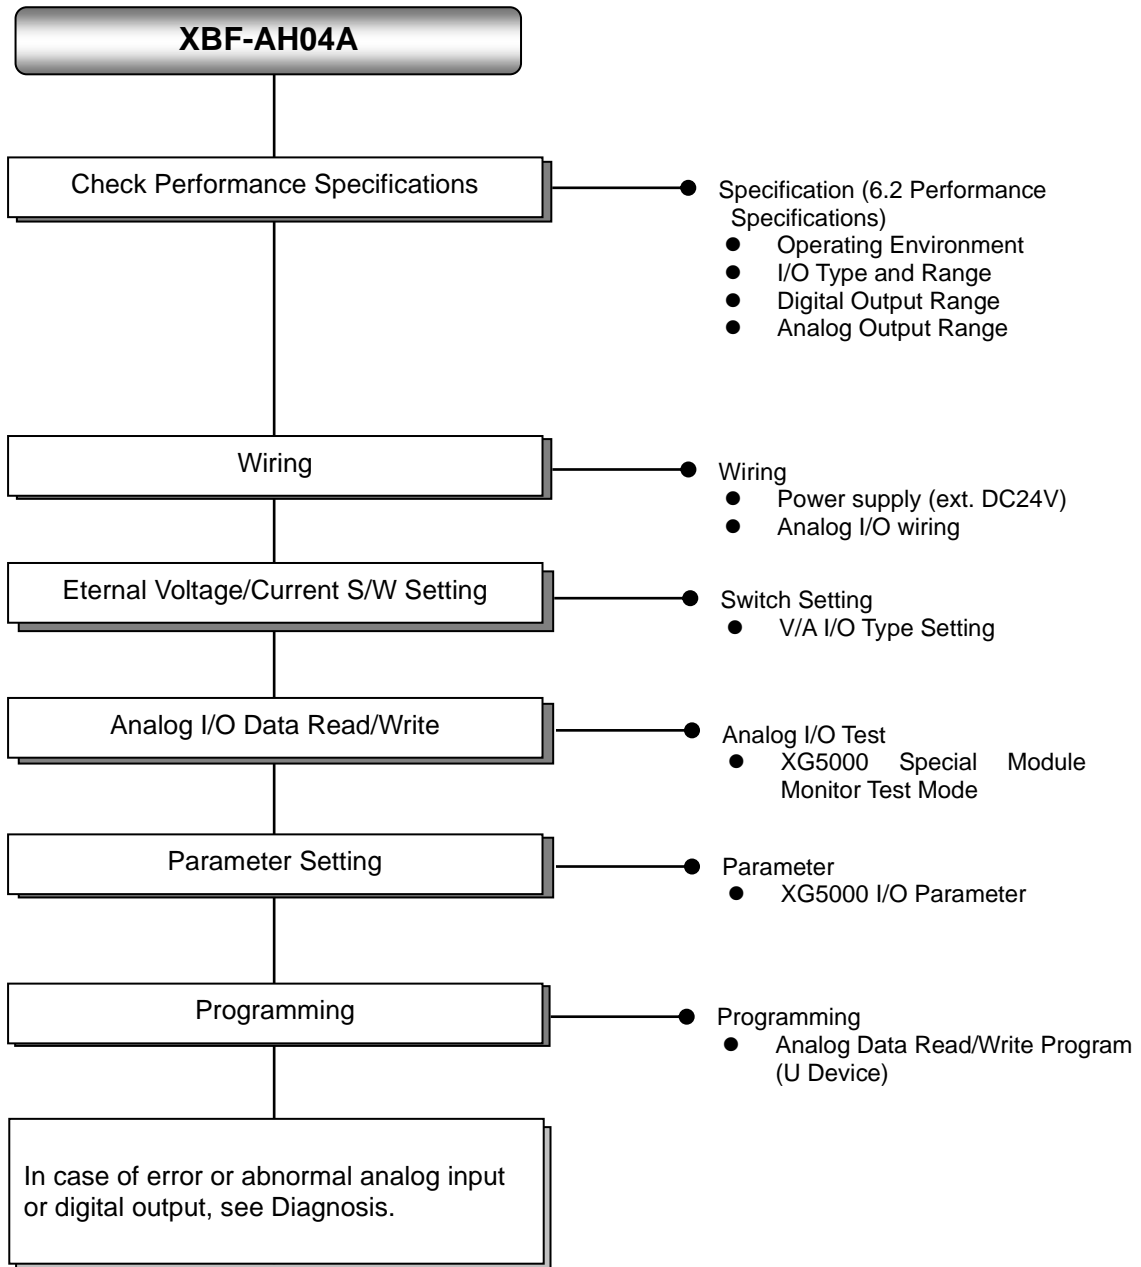 XBF-AH04A
Check Performance Specifications
Specification (6.2 Performance
Specifications)
● Operating Environment
● I/O Type and Range
● Digital Output Range
● Analog Output Range
Wiring
Wiring
● Power supply (ext. DC24V)
● Analog I/O wiring
Eternal Voltage/Current S/W Setting
Switch Setting
● V/A I/O Type Setting
Analog I/O Data Read/Write
Analog I/O Test
● XG5000 Special Module
Monitor Test Mode
Parameter Setting
Parameter
● XG5000 I/O Parameter
Programming
Programming
● Analog Data Read/Write Program
(U Device)
In case of error or abnormal analog input
or digital output, see Diagnosis.